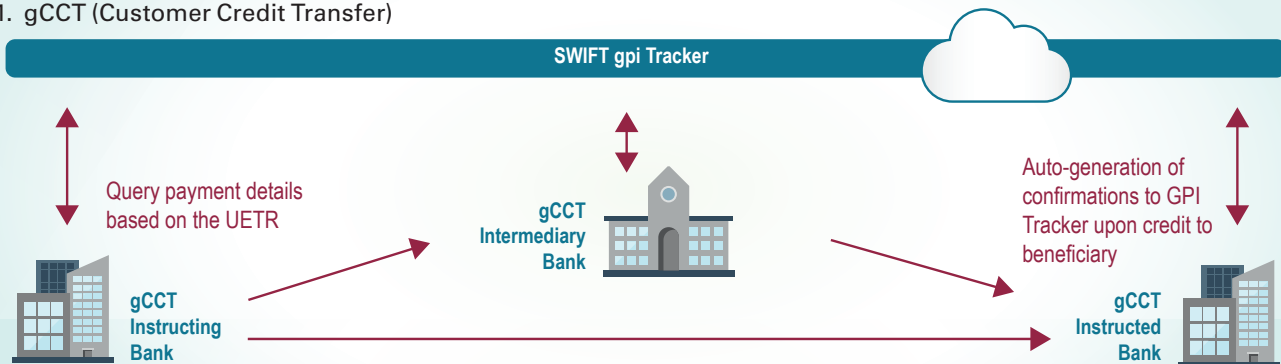 1. gCCT (Customer Credit Transfer)
SWIFT gpi Tracker
Query payment details
based on the UETR
gCCT
Intermediary
Bank
Auto-generation of
confirmations to GPI
Tracker upon credit to
beneficiary
gCCT
Instructing
Bank
gCCT
Instructed
Bank